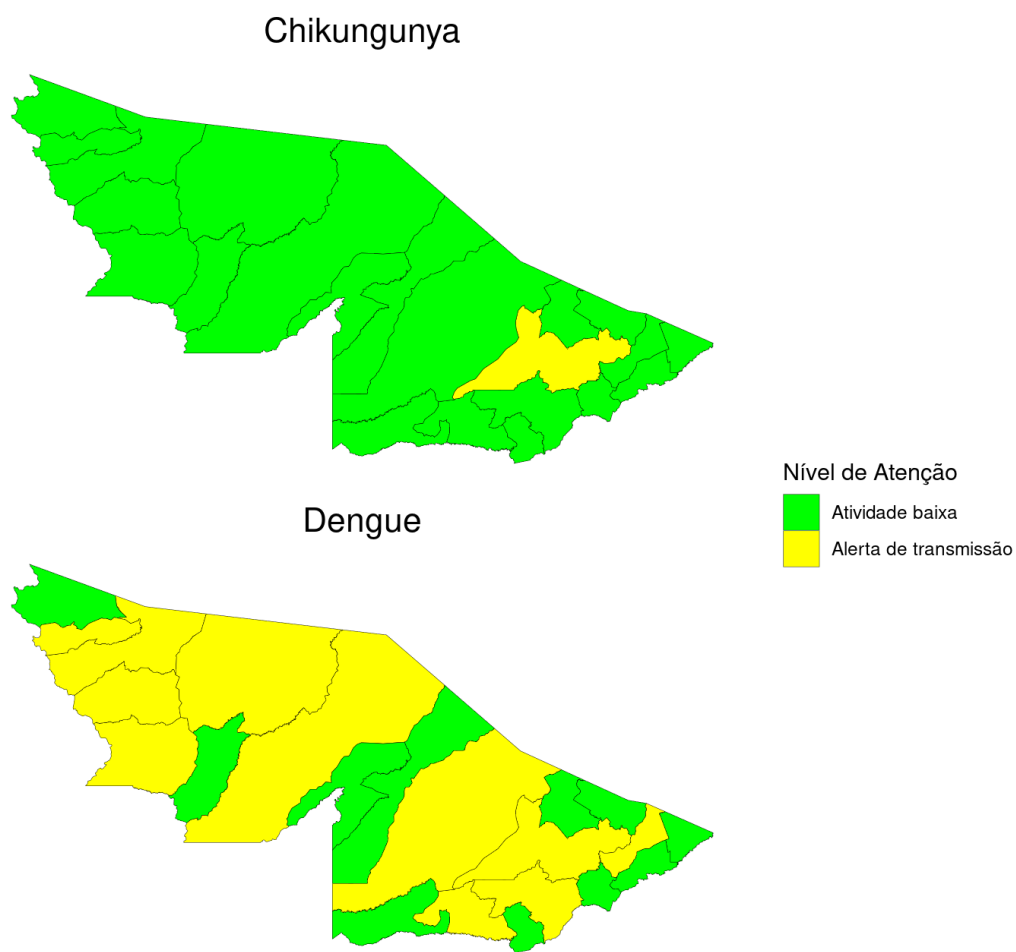 Chikungunya
Nível de Atenção
Atividade baixa
Alerta de transmissão
Dengue